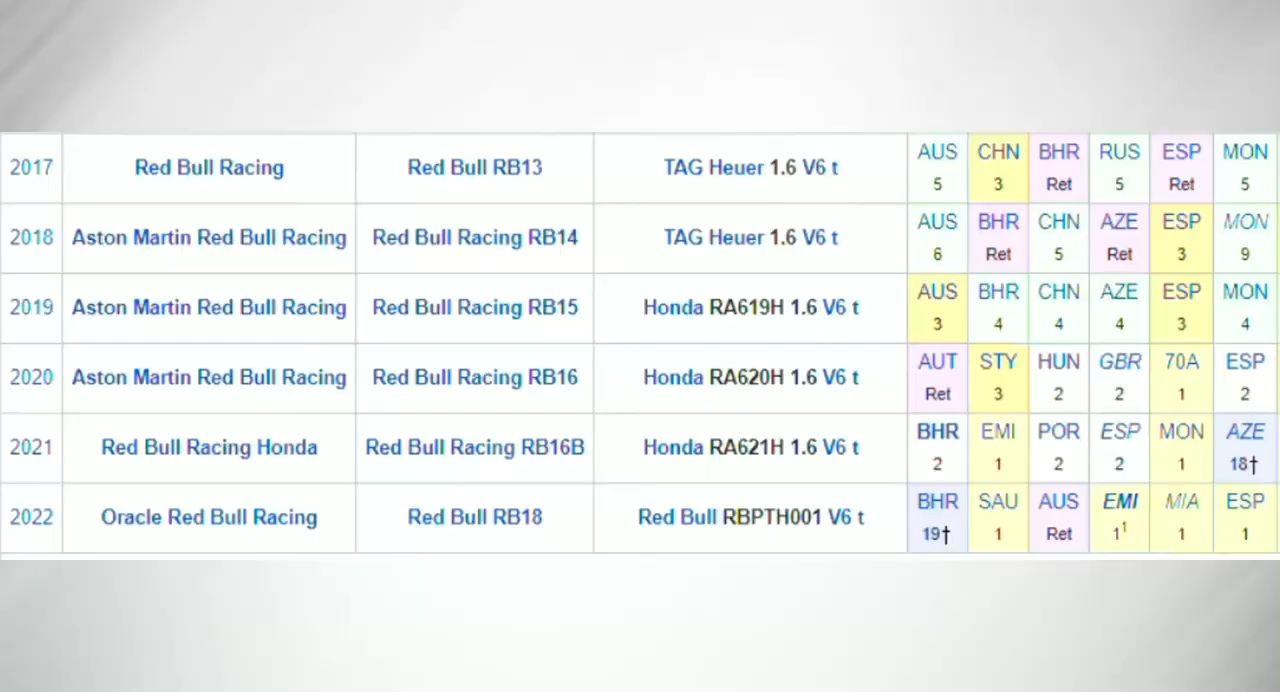 2017 Red Bull Racing Red Bull RB13 TAG Heuer 1.6 V6 t AUS CHN BHR RUS ESP MON
5 3 Ret 5 Ret 5
2018 Aston Martin Red Bull Racing Red Bull Racing RB14 TAG Heuer 1.6 V6 t AUS BHR CHN AZE ESP MON
6 Ret 5 Ret 3 9
2019 Aston Martin Red Bull Racing Red Bull Racing RB15 Honda RA619H 1.6 V6 t AUS BHR CHN AZE ESP MON
3 4 4 4 3 4
2020 Aston Martin Red Bull Racing Red Bull Racing RB16 Honda RA620H 1.6 V6 t AUT STY HUN GBR 70A ESP
Ret 3 2 2 1 2
2021 Red Bull Racing Honda Red Bull Racing RB16B Honda RA621H 1.6 V6 t BHR EMI POR ESP MON AZE
2 1 2 2 1 18†
2022 Oracle Red Bull Racing Red Bull RB18 Red Bull RBPTH001 V6 t BHR SAU AUS EMI MIA ESP
19† 1 Ret 1¹ 1 1